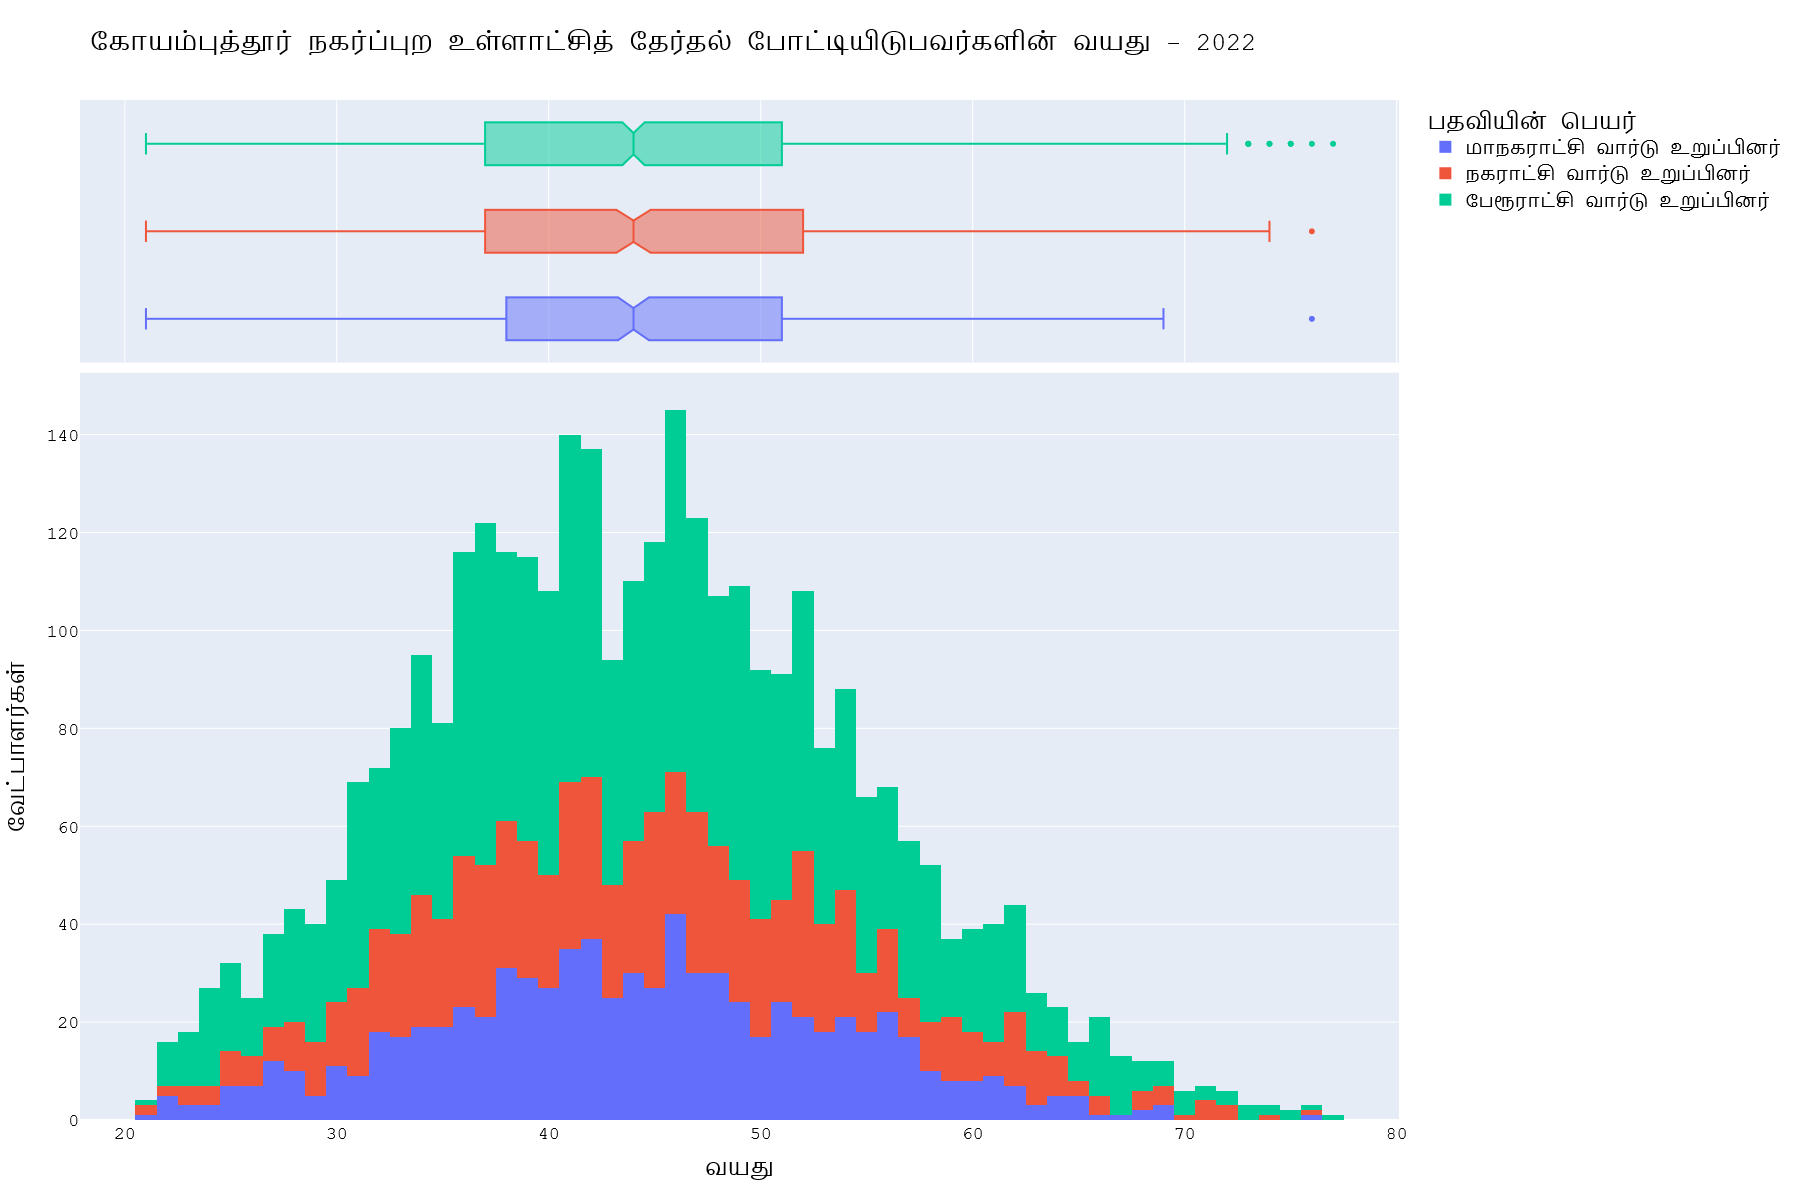 கோயம்புத்தூர் நகர்ப்புற உள்ளாட்சித் தேர்தல் போட்டியிடுபவர்களின் வயது – 2022
பதவியின் பெயர்
மாநகராட்சி வார்டு உறுப்பினர்
நகராட்சி வார்டு உறுப்பினர்
பேரூராட்சி வார்டு உறுப்பினர்
140
120
100
80
60
40
20
0
வேட்பாளர்கள்
20 30 40 50 60 70 80
வயது